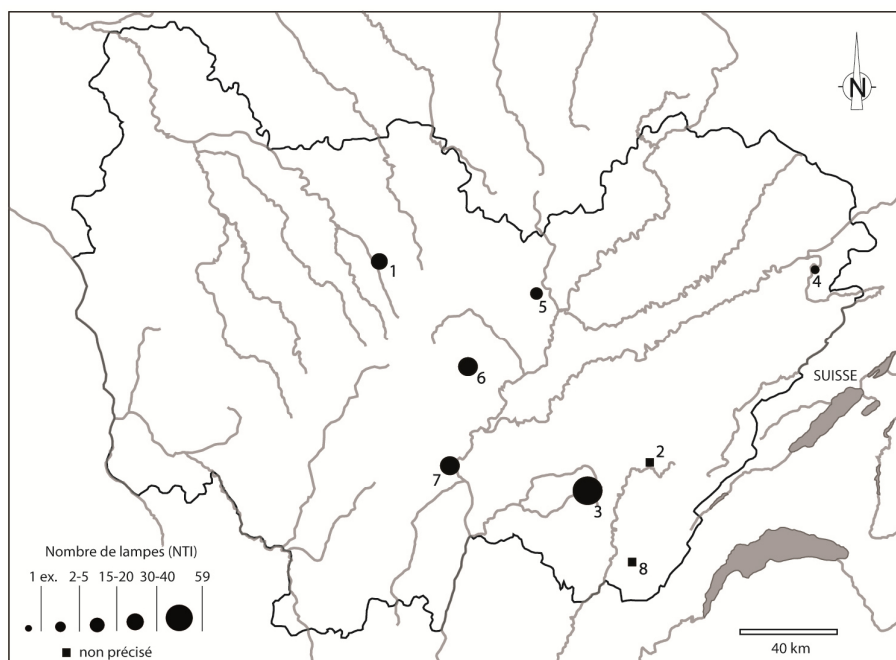 N
1
4
5
6
SUISSE
2
7
3
8
Nombre de lampes (NTI)
1 ex. 2-5 15-20 30-40 59
non précisé
40 km